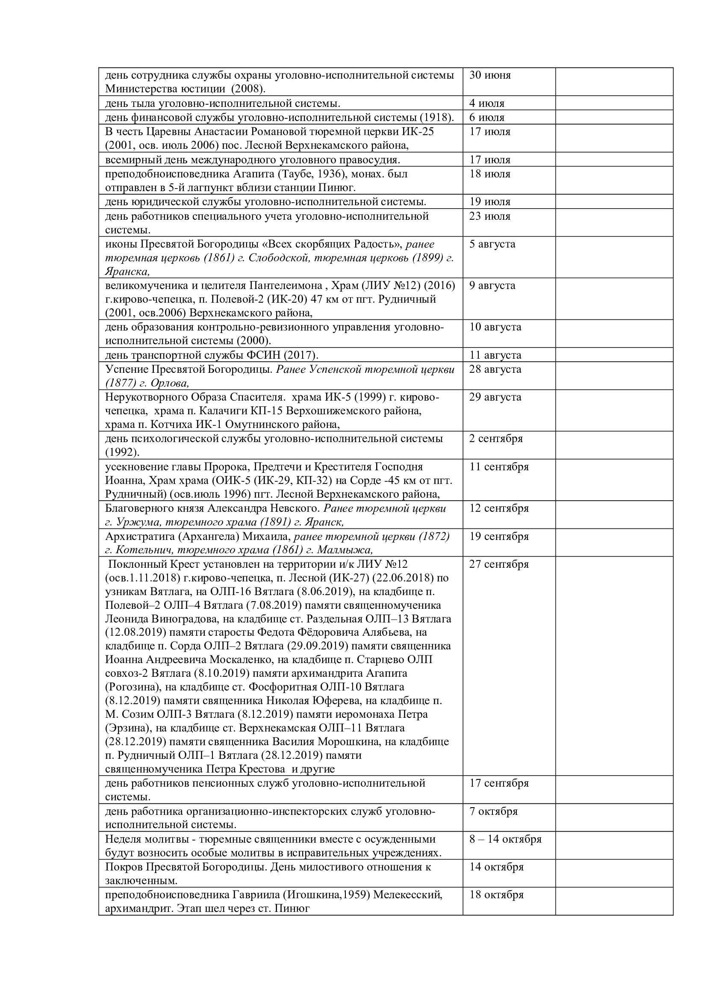 день сотрудника службы охраны уголовно-исполнительной системы
Министерства юстиции  (2008).
30 июня
день тыла уголовно-исполнительной системы.
4 июля
день финансовой службы уголовно-исполнительной системы (1918).
6 июля
В честь Царевны Анастасии Романовой тюремной церкви ИК-25
(2001, осв. июль 2006) пос. Лесной Верхнекамского района,
17 июля
всемирный день международного уголовного правосудия.
17 июля
преподобноисповедника Агапита (Таубе, 1936), монах. был
отправлен в 5-й лагпункт вблизи станции Пинюг.
18 июля
день юридической службы уголовно-исполнительной системы.
19 июля
день работников специального учета уголовно-исполнительной
системы.
23 июля
иконы Пресвятой Богородицы «Всех скорбящих Радость», ранее
тюремная церковь (1861) г. Слободской, тюремная церковь (1899) г.
Яранска,
5 августа
великомученика и целителя Пантелеимона , Храм (ЛИУ №12) (2016)
г.кирово-чепецка, п. Полевой-2 (ИК-20) 47 км от пгт. Рудничный
(2001, осв.2006) Верхнекамского района,
9 августа
день образования контрольно-ревизионного управления уголовно-
исполнительной системы (2000).
10 августа
день транспортной службы ФСИН (2017).
11 августа
Успение Пресвятой Богородицы. Ранее Успенской тюремной церкви
(1877) г. Орлова,
28 августа
Нерукотворного Образа Спасителя.  храма ИК-5 (1999) г. кирово-
чепецка,  храма п. Калачиги КП-15 Верхошижемского района,
храма п. Котчиха ИК-1 Омутнинского района,
29 августа
день психологической службы уголовно-исполнительной системы
(1992).
2 сентября
усекновение главы Пророка, Предтечи и Крестителя Господня
Иоанна, Храм храма (ОИК-5 (ИК-29, КП-32) на Сорде -45 км от пгт.
Рудничный) (осв.июль 1996) пгт. Лесной Верхнекамского района,
11 сентября
Благоверного князя Александра Невского. Ранее тюремной церкви
г. Уржума, тюремного храма (1891) г. Яранск,
12 сентября
Архистратига (Архангела) Михаила, ранее тюремной церкви (1872)
г. Котельнич, тюремного храма (1861) г. Малмыжа,
19 сентября
Поклонный Крест установлен на территории и/к ЛИУ №12
(осв.1.11.2018) г.кирово-чепецка, п. Лесной (ИК-27) (22.06.2018) по
узникам Вятлага, на ОЛП-16 Вятлага (8.06.2019), на кладбище п.
Полевой–2 ОЛП–4 Вятлага (7.08.2019) памяти священномученика
Леонида Виноградова, на кладбище ст. Раздельная ОЛП–13 Вятлага
(12.08.2019) памяти старосты Федота Фёдоровича Алябьева, на
кладбище п. Сорда ОЛП–2 Вятлага (29.09.2019) памяти священника
Иоанна Андреевича Москаленко, на кладбище п. Старцево ОЛП
совхоз-2 Вятлага (8.10.2019) памяти архимандрита Агапита
(Рогозина), на кладбище ст. Фосфоритная ОЛП-10 Вятлага
(8.12.2019) памяти священника Николая Юферева, на кладбище п.
М. Созим ОЛП-3 Вятлага (8.12.2019) памяти иеромонаха Петра
(Эрзина), на кладбище ст. Верхнекамская ОЛП–11 Вятлага
(28.12.2019) памяти священника Василия Морошкина, на кладбище
п. Рудничный ОЛП–1 Вятлага (28.12.2019) памяти
священномученика Петра Крестова  и другие
27 сентября
день работников пенсионных служб уголовно-исполнительной
системы.
17 сентября
день работника организационно-инспекторских служб уголовно-
исполнительной системы.
7 октября
Неделя молитвы - тюремные священники вместе с осужденными
будут возносить особые молитвы в исправительных учреждениях.
8 – 14 октября
Покров Пресвятой Богородицы. День милостивого отношения к
заключенным.
14 октября
преподобноисповедника Гавриила (Игошкина,1959) Мелекесский,
архимандрит. Этап шел через ст. Пинюг
18 октября